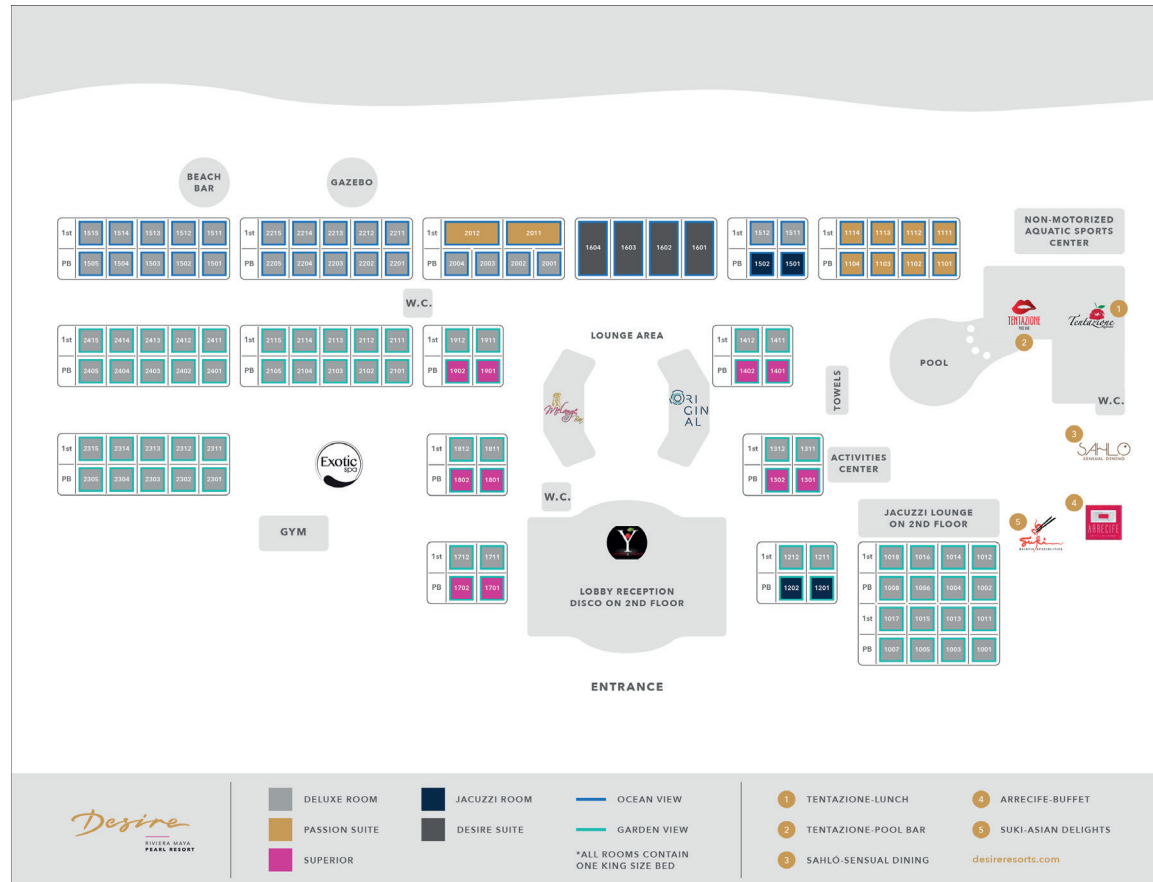 BEACH
BAR
GAZEBO
1st 1515 1514 1513 1512 1511
PB 1505 1504 1503 1502 1501
1st 2215 2214 2213 2212 2211
PB 2205 2204 2203 2202 2201
1st 2012 2011
PB 2004 2003 2002 2001
1604 1603 1602 1601
1st 1512 1511
PB 1502 1501
1st 1114 1113 1112 1111
PB 1104 1103 1102 1101
NON-MOTORIZED
AQUATIC SPORTS
CENTER
W.C.
1st 2415 2414 2413 2412 2411
PB 2405 2404 2403 2402 2401
1st 2115 2114 2113 2112 2111
PB 2105 2104 2103 2102 2101
1st 1912 1911
PB 1902 1901
LOUNGE AREA
Mélange
ORI
GIN
AL
1st 1412 1411
PB 1402 1401
TOWELS
POOL
TENTAZIONE
POOL BAR
2
Tentazione
1
W.C.
1st 2315 2314 2313 2312 2311
PB 2305 2304 2303 2302 2301
Exotic
spa
GYM
1st 1812 1811
PB 1802 1801
W.C.
1st 1312 1311
PB 1302 1301
ACTIVITIES
CENTER
3
SAHLO
SENSUAL DINING
JACUZZI LOUNGE
ON 2ND FLOOR
5
Suki
4
ARRECIFE
1st 1712 1711
PB 1702 1701
Y
LOBBY RECEPTION
DISCO ON 2ND FLOOR
1st 1212 1211
PB 1202 1201
1st 1018 1016 1014 1012
PB 1008 1006 1004 1002
1st 1017 1015 1013 1011
PB 1007 1005 1003 1001
ENTRANCE
Desire
RIVIERA MAYA
PEARL RESORT
DELUXE ROOM
PASSION SUITE
SUPERIOR
JACUZZI ROOM
DESIRE SUITE
OCEAN VIEW
GARDEN VIEW
*ALL ROOMS CONTAIN
ONE KING SIZE BED
1 TENTAZIONE-LUNCH
2 TENTAZIONE-POOL BAR
3 SAHLÓ-SENSUAL DINING
4 ARRECIFE-BUFFET
5 SUKI-ASIAN DELIGHTS
desireresorts.com